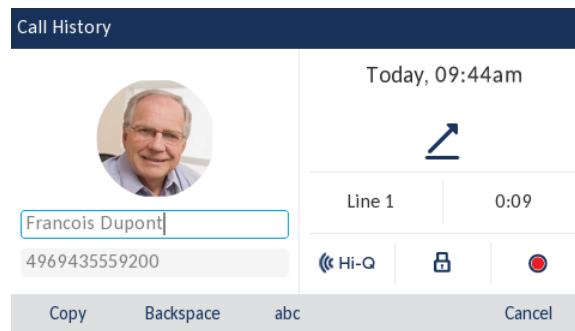 Call History
Today, 09:44am
Line 1 0:09
Francois Dupont
4969435559200
Hi-Q
Copy Backspace abc Cancel